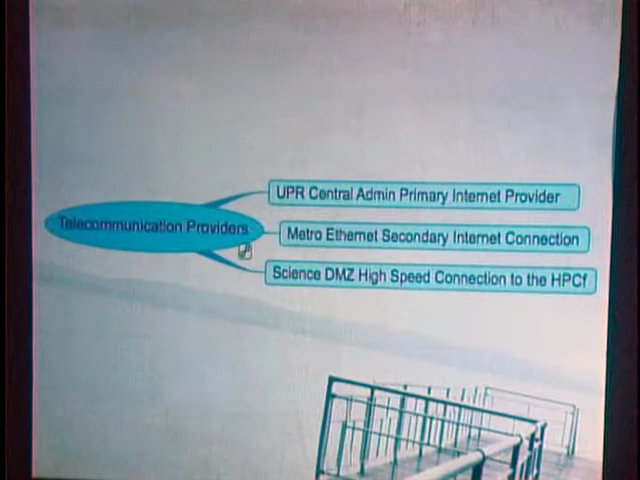 Telecommunication Providers
UPR Central Admin Primary Internet Provider
Metro Ethernet Secondary Internet Connection
Science DMZ High Speed Connection to the HPCf